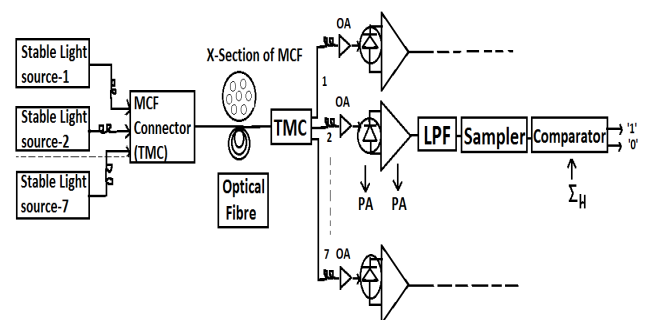 Stable Light
source-1
Stable Light
source-2
Stable Light
source-7
MCF
Connector
(TMC)
X-Section of MCF
Optical
Fibre
TMC
OA
1
OA
2
7 OA
PA PA
LPF
Sampler
Comparator
'1'
'0'
Σ_H